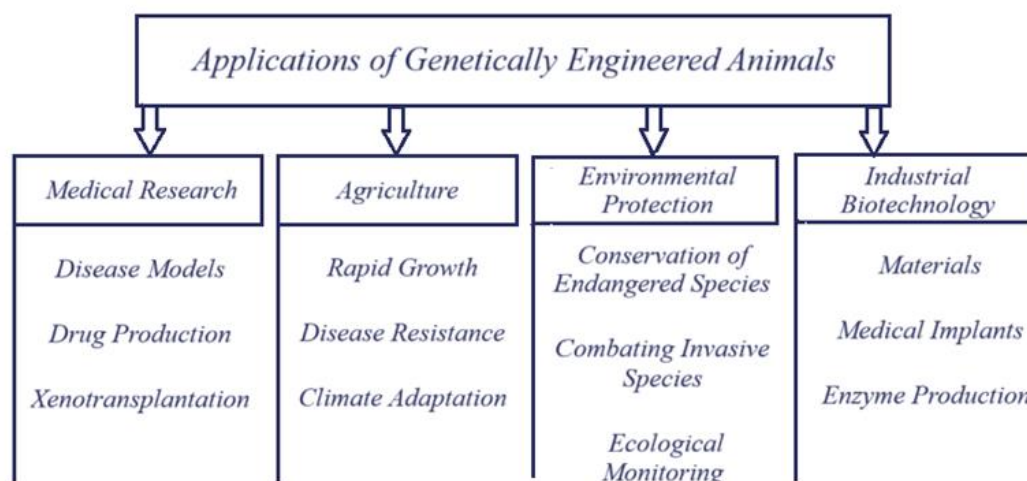 Applications of Genetically Engineered Animals
Medical Research
Disease Models
Drug Production
Xenotransplantation
Agriculture
Rapid Growth
Disease Resistance
Climate Adaptation
Environmental
Protection
Conservation of
Endangered Species
Combating Invasive
Species
Ecological
Monitoring
Industrial
Biotechnology
Materials
Medical Implants
Enzyme Production